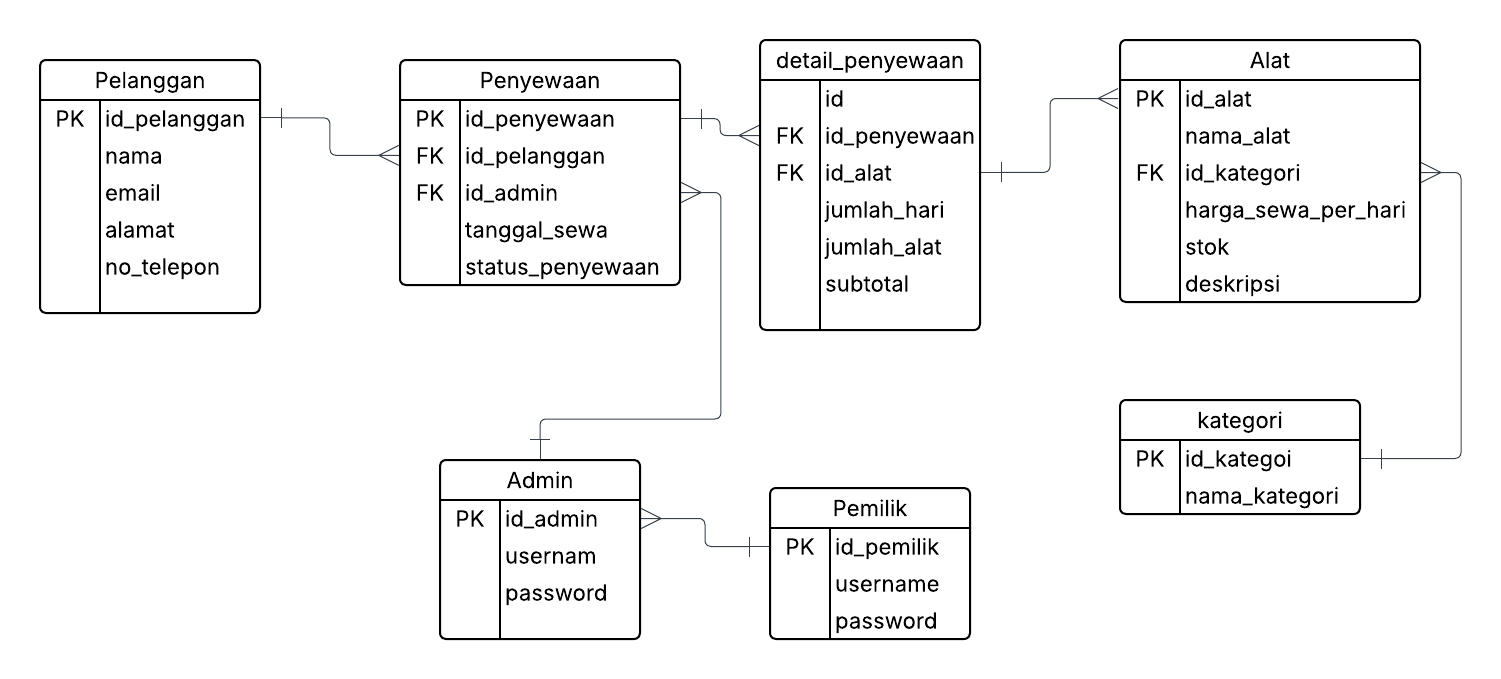 Pelanggan
PK id_pelanggan
nama
email
alamat
no_telepon
Penyewaan
PK id_penyewaan
FK id_pelanggan
FK id_admin
tanggal_sewa
status_penyewaan
detail_penyewaan
id
FK id_penyewaan
FK id_alat
jumlah_hari
jumlah_alat
subtotal
Alat
PK id_alat
nama_alat
FK id_kategori
harga_sewa_per_hari
stok
deskripsi
Admin
PK id_admin
usernam
password
Pemilik
PK id_pemilik
username
password
kategori
PK id_kategoi
nama_kategori